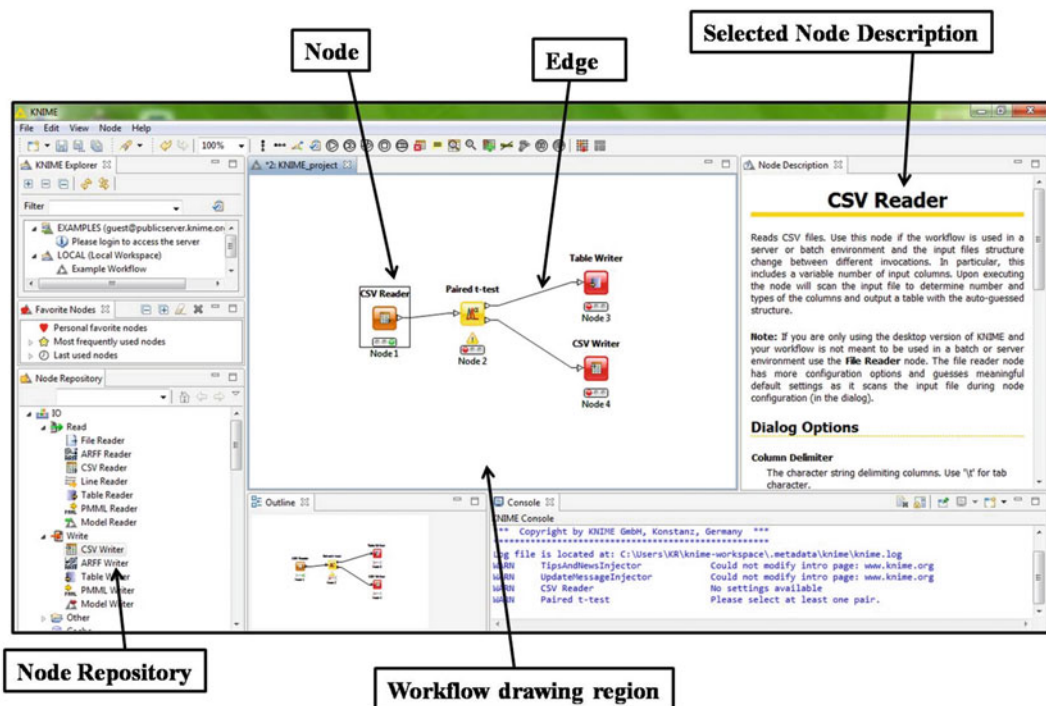 Selected Node Description
Node
Edge
KNIME
File Edit View Node Help
100%
KNIME Explorer
Filter
EXAMPLES (guest@publicserver.knime.or
Please login to access the server
LOCAL (Local Workspace)
Example Workflow
Favorite Nodes
Personal favorite nodes
Most frequently used nodes
Last used nodes
Node Repository
IO
Read
File Reader
ARFF Reader
CSV Reader
Line Reader
Table Reader
PMML Reader
Model Reader
Write
CSV Writer
ARFF Writer
Table Writer
PMML Writer
Model Writer
Other
*2: KNIME_project
CSV Reader
Node 1
Paired t-test
Node 2
Table Writer
Node 3
CSV Writer
Node 4
Node Description
CSV Reader
Reads CSV files. Use this node if the workflow is used in a
server or batch environment and the input files structure
change between different invocations. In particular, this
includes a variable number of input columns. Upon executing
the node will scan the input file to determine number and
types of the columns and output a table with the auto-guessed
structure.
Note: If you are only using the desktop version of KNIME and
your workflow is not meant to be used in a batch or server
environment use the File Reader node. The file reader node
has more configuration options and guesses meaningful
default settings as it scans the input file during node
configuration (in the dialog).
Dialog Options
Column Delimiter
The character string delimiting columns. Use '\t' for tab
character.
Outline
Console
KNIME Console
*** Copyright by KNIME GmbH, Konstanz, Germany ***
Log file is located at: C:\Users\KR\knime-workspace\.metadata\knime\knime.log
WARN TipsAndNewsInjector Could not modify intro page: www.knime.org
WARN UpdateMessageInjector Could not modify intro page: www.knime.org
WARN CSV Reader No settings available
WARN Paired t-test Please select at least one pair.
Node Repository
Workflow drawing region